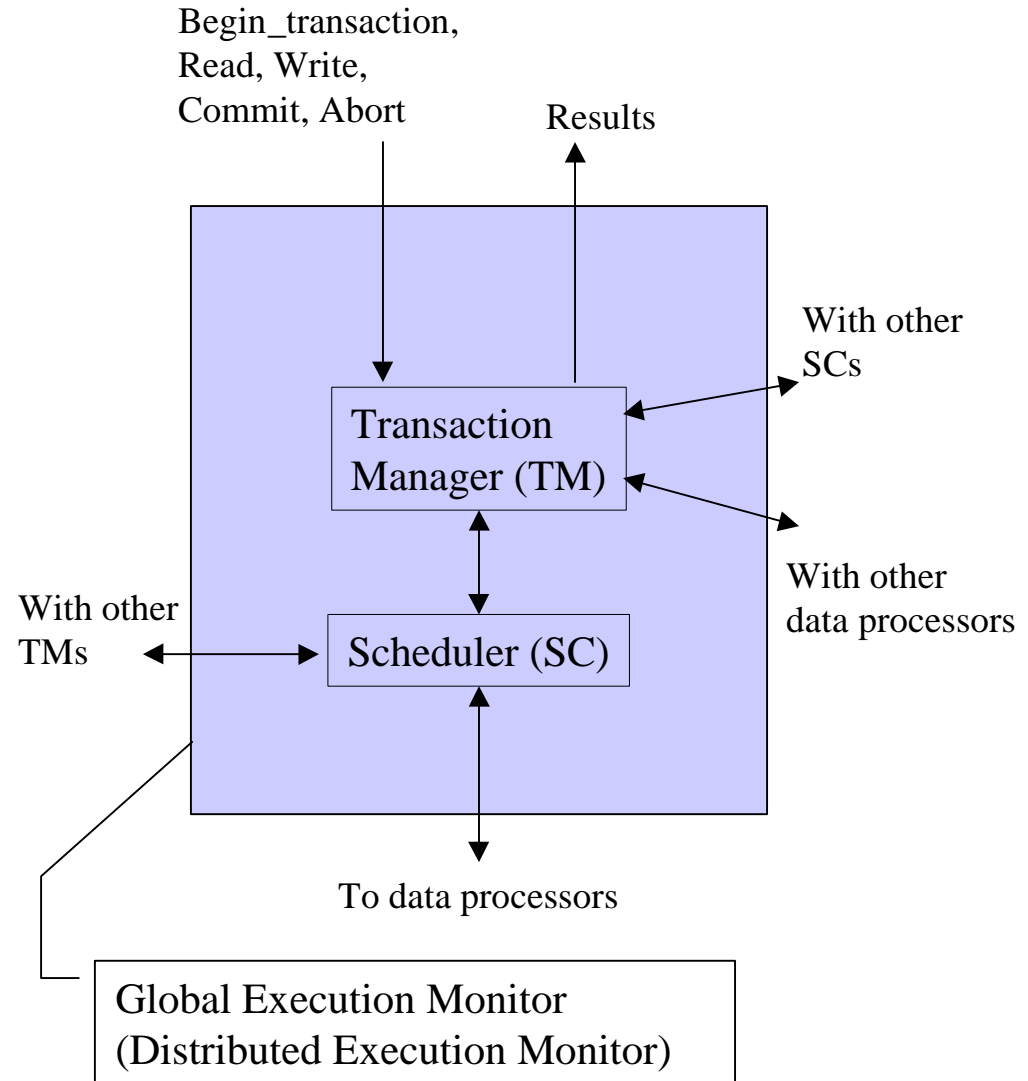 Begin_transaction,
Read, Write,
Commit, Abort
Results
With other
SCs
Transaction
Manager (TM)
With other
data processors
With other
TMs
Scheduler (SC)
To data processors
Global Execution Monitor
(Distributed Execution Monitor)